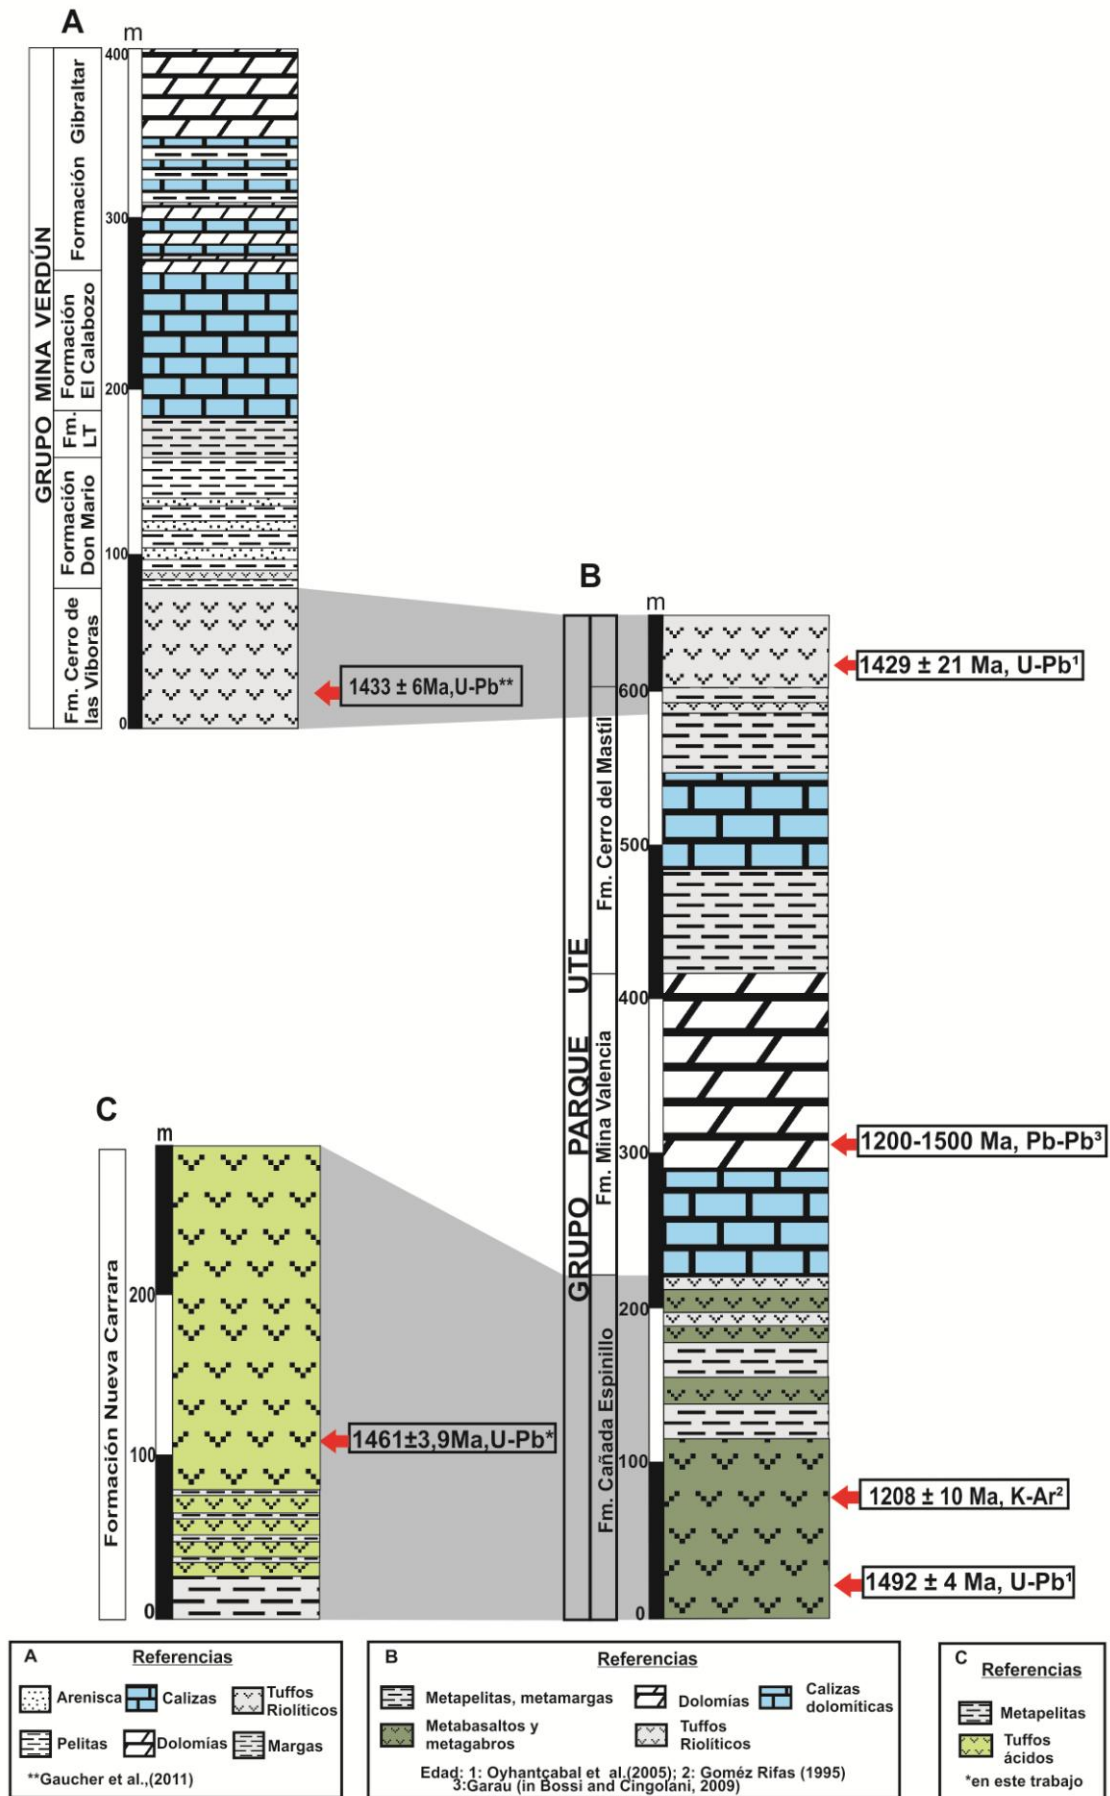 A
m
400
300
200
100
0
GRUPO MINA VERDÚN
Formación Gibraltar
Formación
El Calabozo
Fm.
LT
Formación
Don Mario
Fm. Cerro de
las Viboras
1433 ± 6Ma,U-Pb**
B
m
600
500
400
300
200
100
0
GRUPO PARQUE UTE
Fm. Cerro del Mastíl
Fm. Mina Valencia
Fm. Cañada Espinillo
1429 ± 21 Ma, U-Pb¹
1200-1500 Ma, Pb-Pb³
1208 ± 10 Ma, K-Ar²
1492 ± 4 Ma, U-Pb¹
C
m
200
100
0
Formación Nueva Carrara
1461±3,9Ma,U-Pb*
A
Referencias
Arenisca
Calizas
Tuffos
Riolíticos
Pelitas
Dolomías
Margas
**Gaucher et al.,(2011)
B
Referencias
Metapelitas, metamargas
Dolomías
Calizas
dolomíticas
Metabasaltos y
metagabros
Tuffos
Riolíticos
Edad: 1: Oyhantçabal et al.(2005); 2: Goméz Rifas (1995)
3:Garau (in Bossi and Cingolani, 2009)
C
Referencias
Metapelitas
Tuffos
ácidos
*en este trabajo